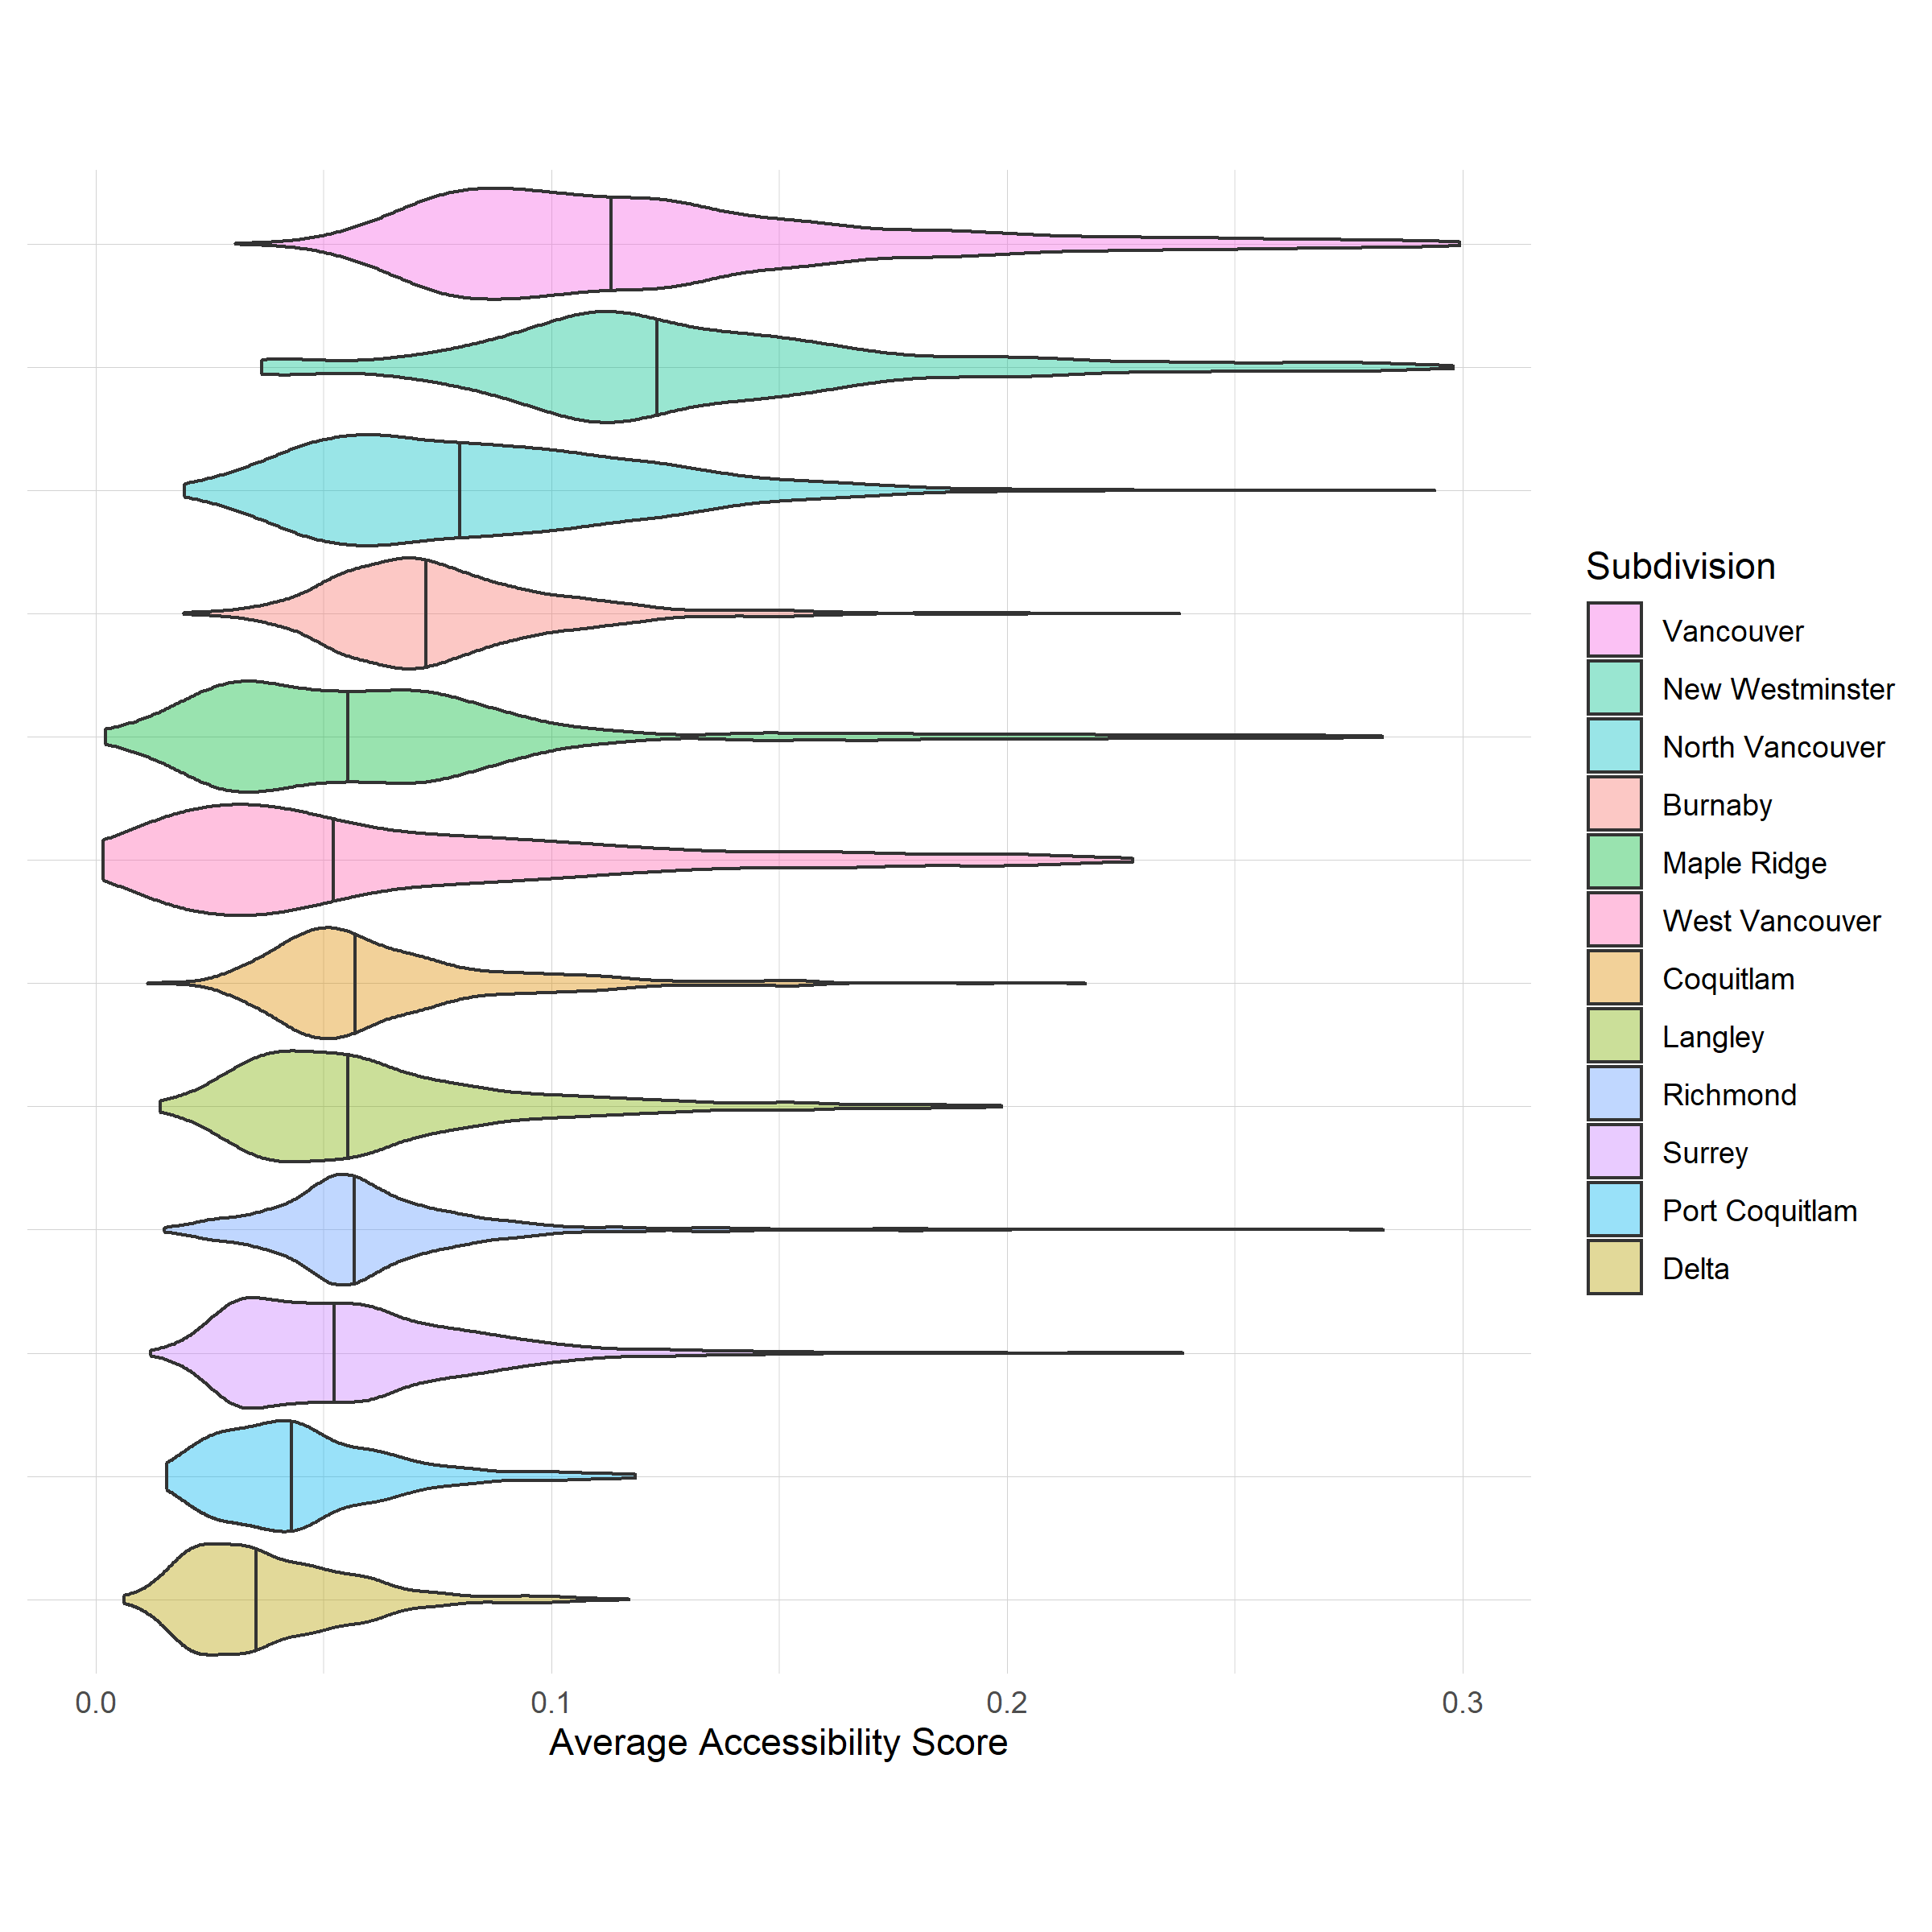 Subdivision
Vancouver
New Westminster
North Vancouver
Burnaby
Maple Ridge
West Vancouver
Coquitlam
Langley
Richmond
Surrey
Port Coquitlam
Delta
0.0 0.1 0.2 0.3
Average Accessibility Score